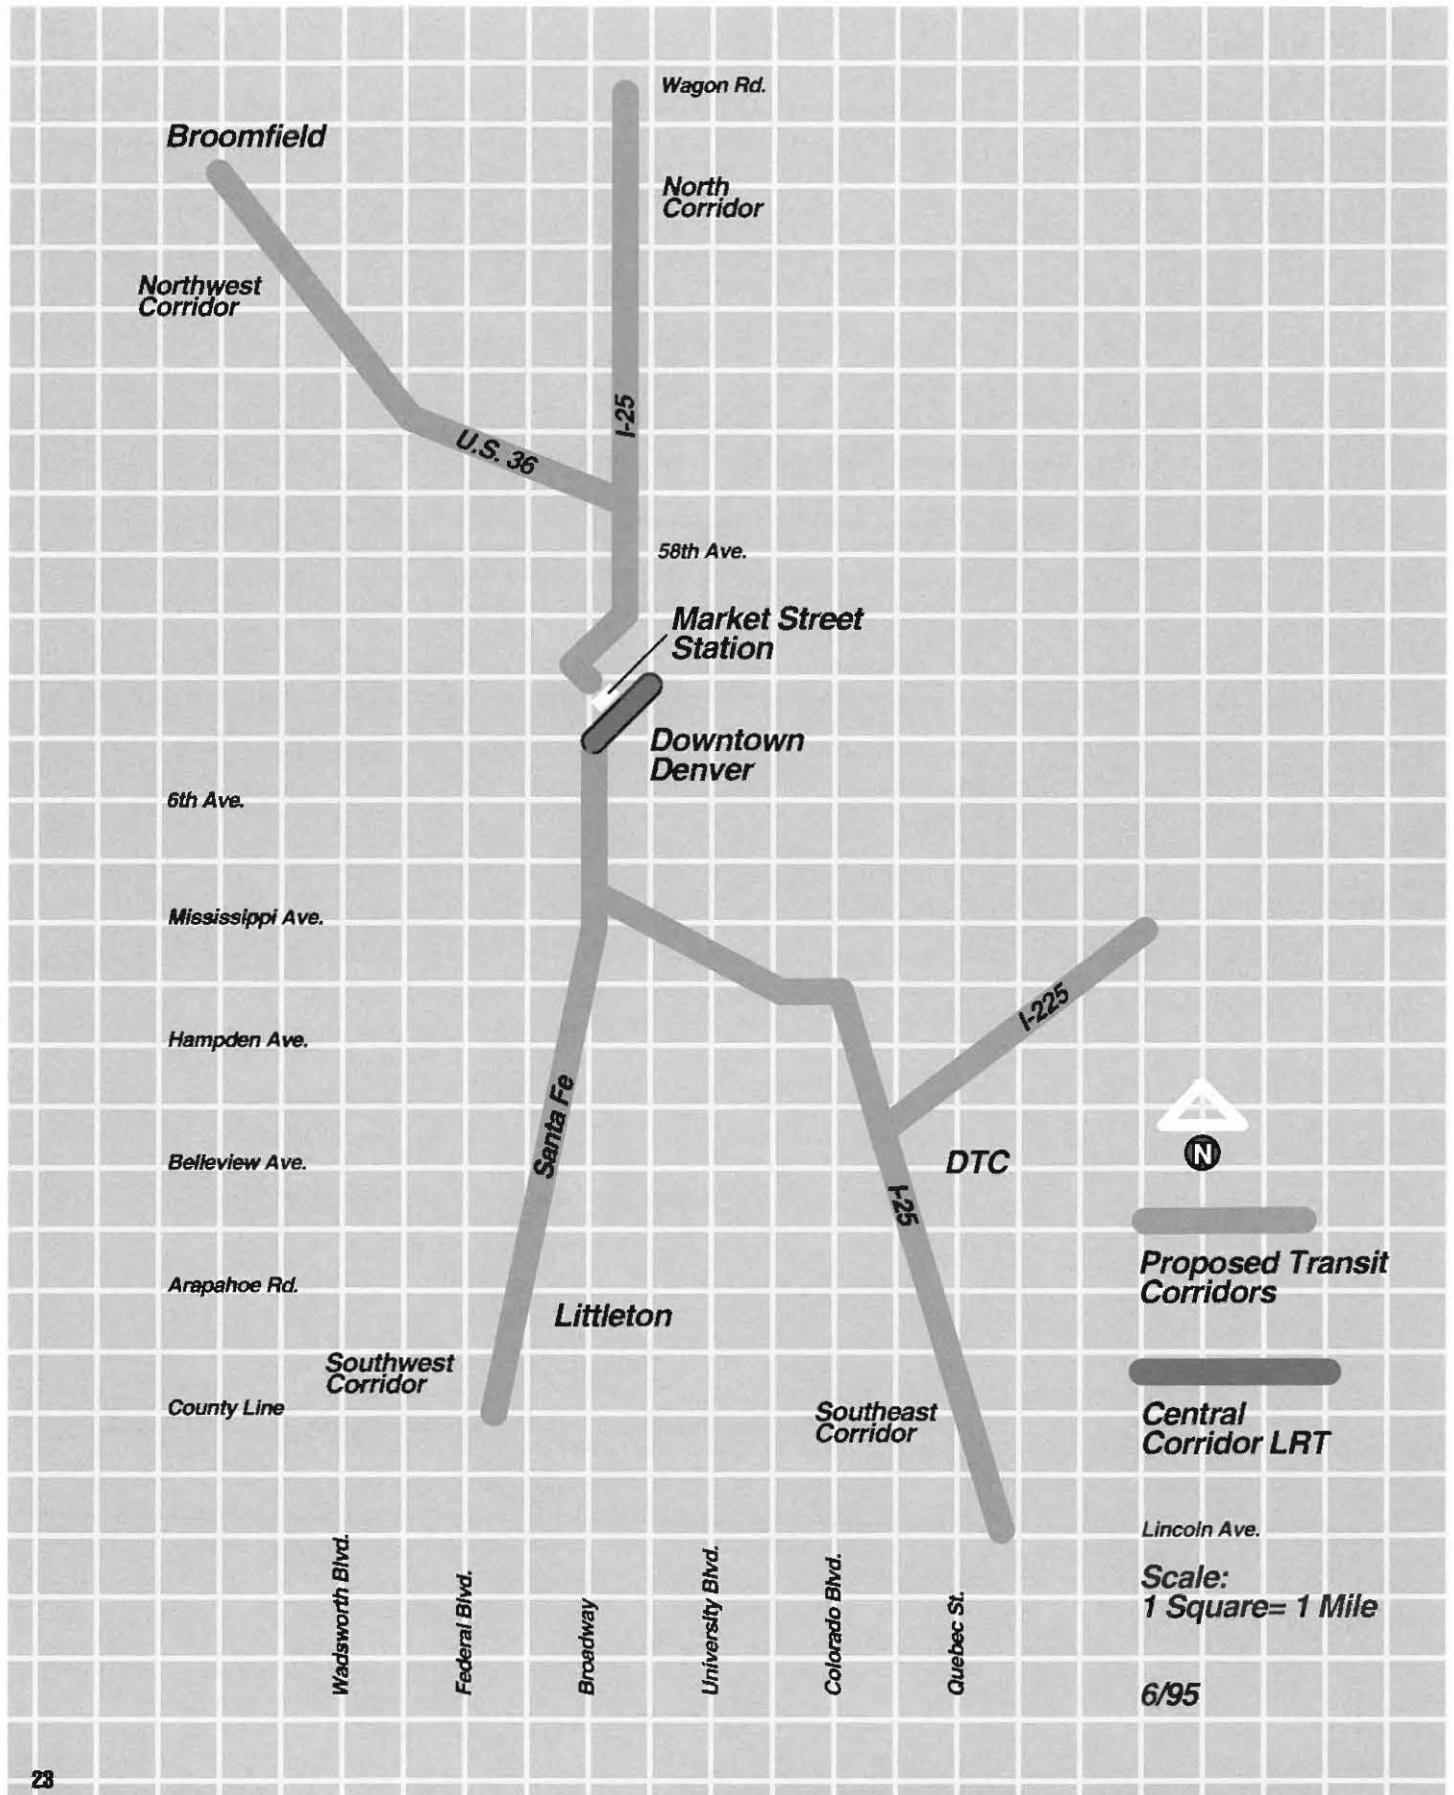 Wagon Rd.
Broomfield
North
Corridor
Northwest
Corridor
I-25
U.S. 36
58th Ave.
Market Street
Station
Downtown
Denver
6th Ave.
Mississippi Ave.
I-225
Hampden Ave.
Santa Fe
N
Belleview Ave.
DTC
I-25
Proposed Transit
Corridors
Arapahoe Rd.
Littleton
Southwest
Corridor
County Line
Southeast
Corridor
Central
Corridor LRT
Lincoln Ave.
Scale:
1 Square= 1 Mile
Wadsworth Blvd.
Federal Blvd.
Broadway
University Blvd.
Colorado Blvd.
Quebec St.
6/95
23